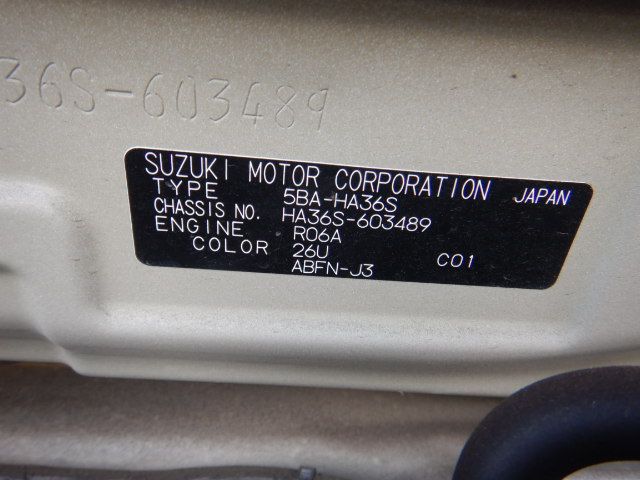 36S-603489
SUZUKI MOTOR CORPORATION JAPAN
TYPE 5BA-HA36S
CHASSIS NO. HA36S-603489
ENGINE R06A
COLOR 26U C01
ABFN-J3